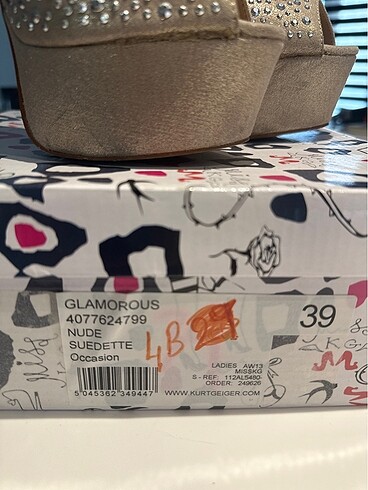 GLAMOROUS
4077624799
NUDE
SUEDETTE
Occasion
4B
39
5 045362 349447
LADIES AW13
MISSKG
S - REF: 112AL5480-
ORDER: 249626
WWW.KURTGEIGER.COM
Miss